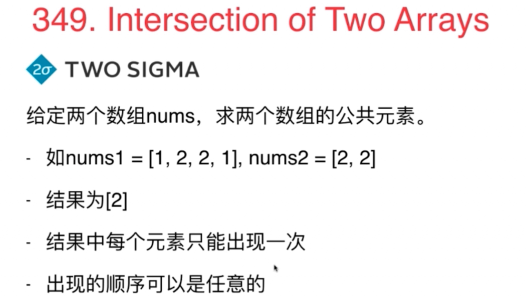 349. Intersection of Two Arrays
2σ TWO SIGMA
给定两个数组nums，求两个数组的公共元素。
- 如nums1 = [1, 2, 2, 1], nums2 = [2, 2]
- 结果为[2]
- 结果中每个元素只能出现一次
- 出现的顺序可以是任意的